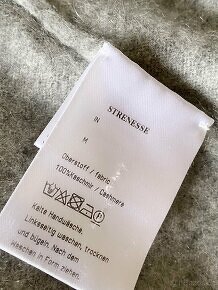 STRENESSE
IN
M
Oberstoff / fabric
100%Kaschmir / Cashmere
Kalte Handwäsche,
Linksseitig waschen, trocknen
und bügeln. Nach dem
Waschen in Form ziehen.